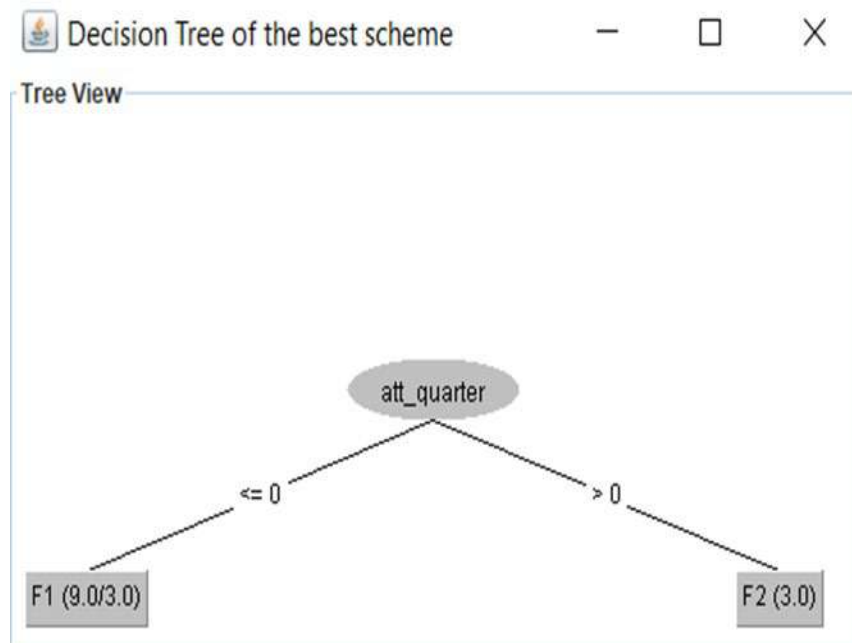 Decision Tree of the best scheme
Tree View
att_quarter
<= 0
> 0
F1 (9.0/3.0)
F2 (3.0)